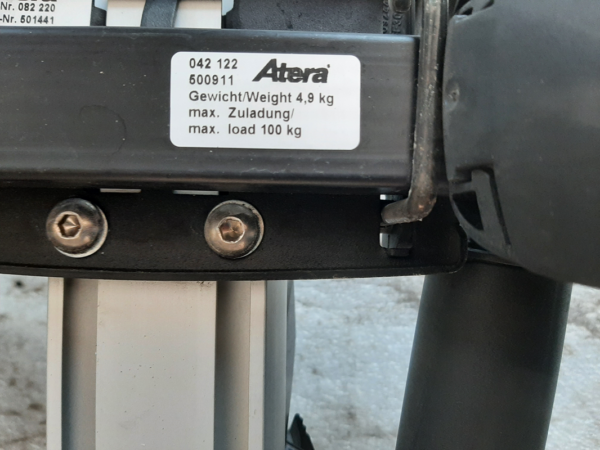 Nr. 082 220
-Nr. 501441
042 122
500911 Atera
Gewicht/Weight 4,9 kg
max. Zuladung/
max. load 100 kg